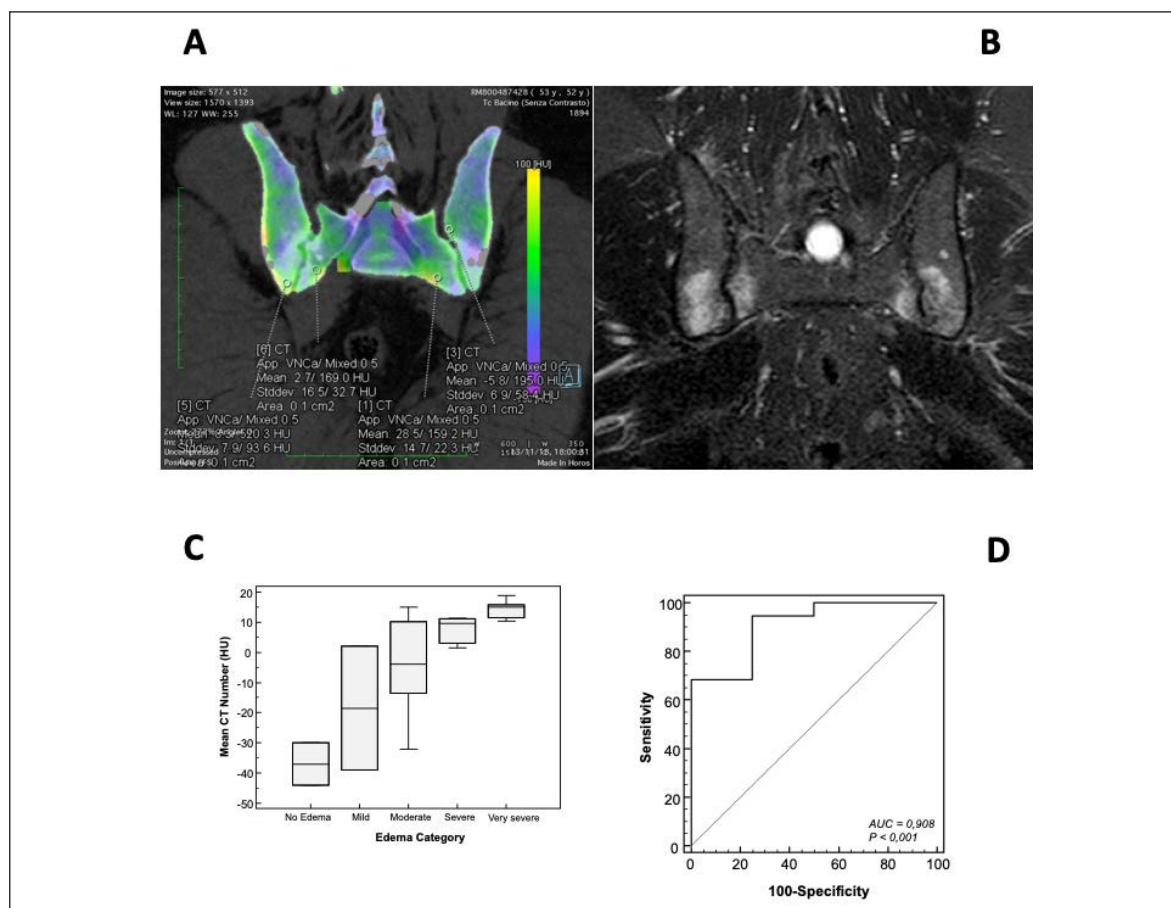 A
B
Image size: 577 x 512
View size: 1570 x 1393
WL: 127 WW: 255
RM800487428 ( 53 y , 52 y )
Tc Bacino (Senza Contrasto)
1894
100 [HU]
[6] CT
App VNCa/ Mixed 0.5
Mean 2.7/ 169.0 HU
Stddev 16.5/ 32.7 HU
Area: 0.1 cm2
[3] CT
App VNCa/ Mixed 0.5
Mean -5.8/ 195.0 HU
Stddev 6.9/ 58.4 HU
Area: 0.1 cm2
A
[5] CT
App VNCa/ Mixed 0.5
Stddev 7.9/ 93.6 HU
[1] CT
App VNCa/ Mixed 0.5
Mean: 28.5/ 159.2 HU
Stddev 14.7/ 22.3 HU
Area: 0.1 cm2
Uncompressed
Made In Horos
C
D
Mean CT Number (HU)
20
10
0
-10
-20
-30
-40
-50
No Edema Mild Moderate Severe Very severe
Edema Category
Sensitivity
100
80
60
40
20
0
AUC = 0,908
P < 0,001
0 20 40 60 80 100
100-Specificity